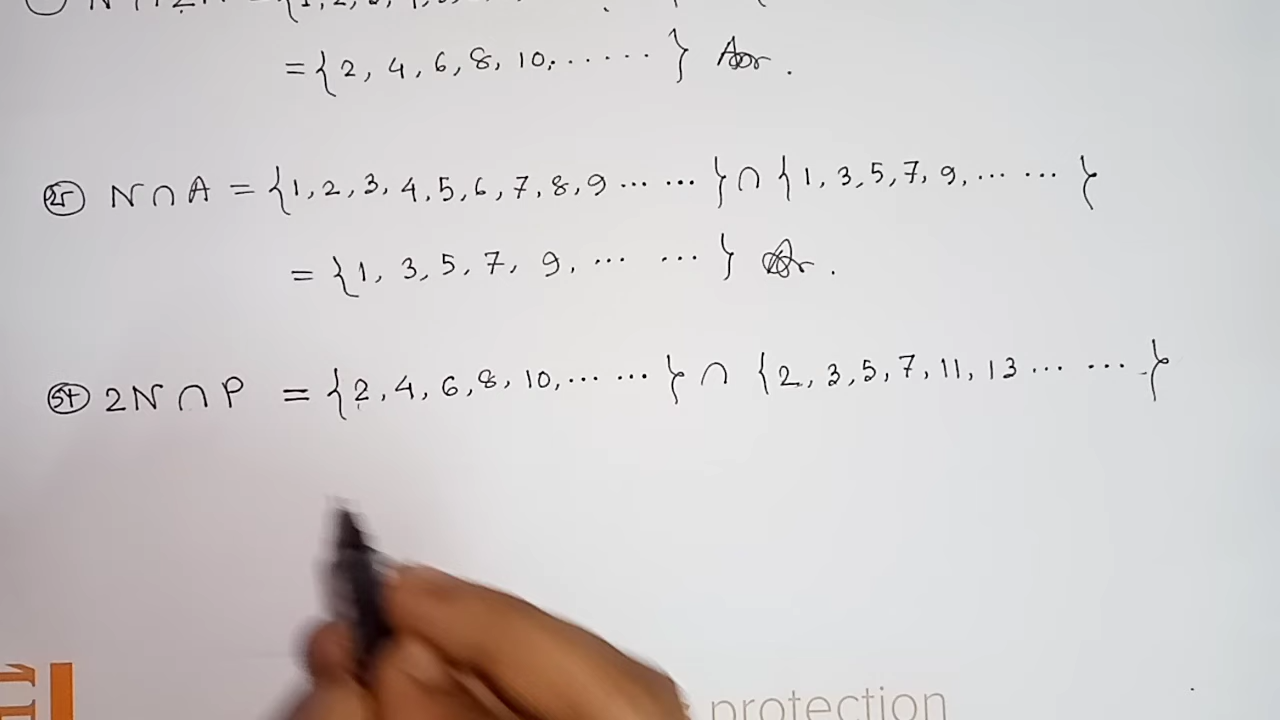 = {2, 4, 6, 8, 10, ...... } Ans.
N ∩ A = {1, 2, 3, 4, 5, 6, 7, 8, 9 ... ... } ∩ {1, 3, 5, 7, 9, ... ... }
= {1, 3, 5, 7, 9, ... ... } .
2N ∩ P = {2, 4, 6, 8, 10, ... ... } ∩ {2, 3, 5, 7, 11, 13 ... ... }
protection